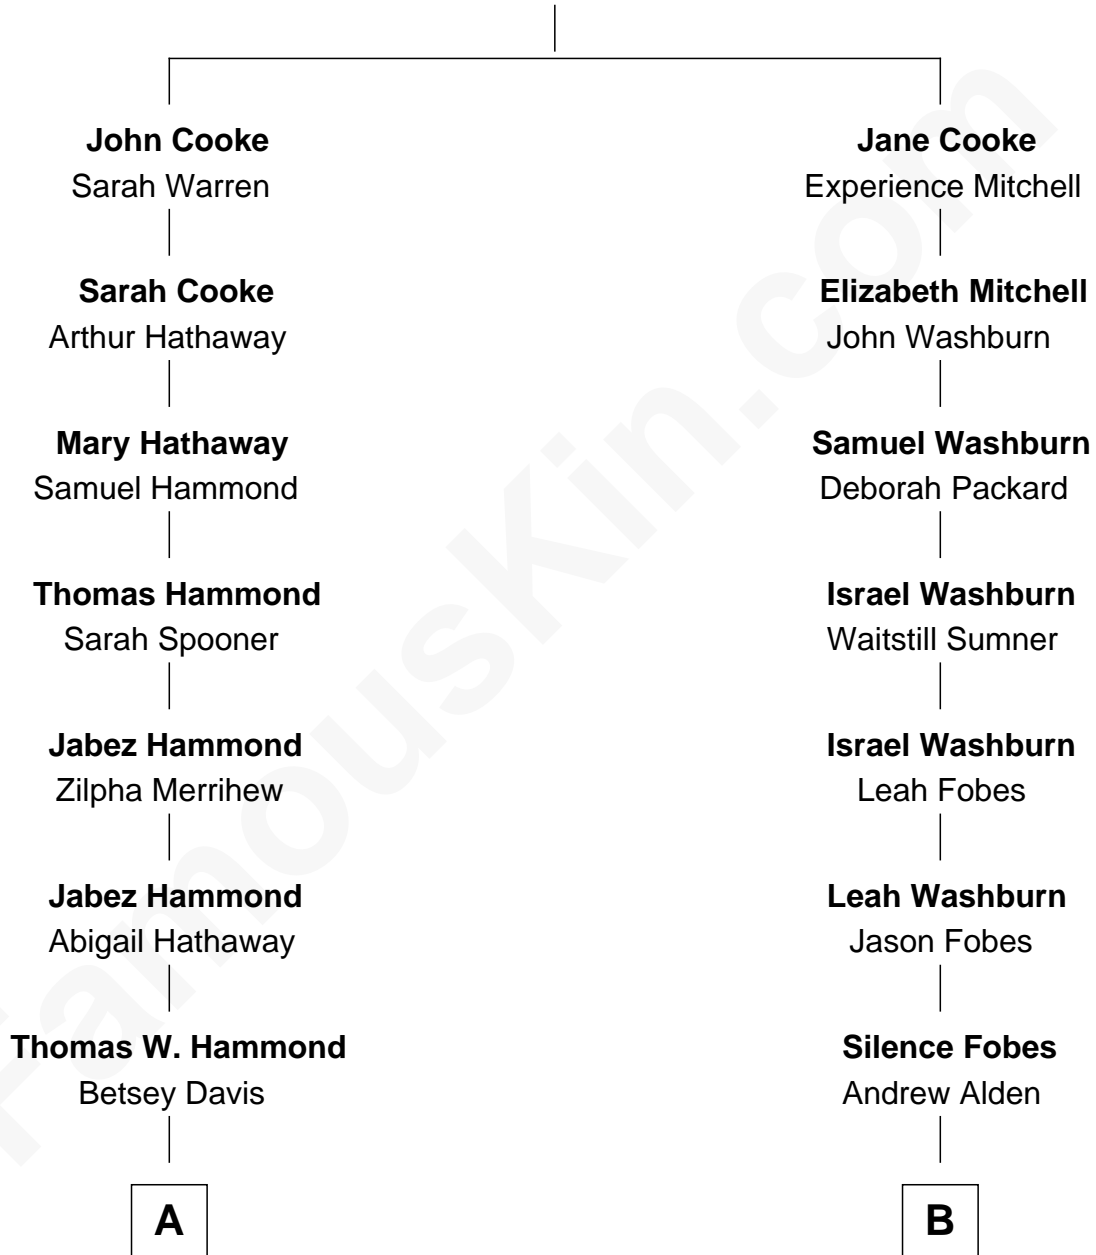 John Cooke
Sarah Warren
Jane Cooke
Experience Mitchell
Sarah Cooke
Arthur Hathaway
Elizabeth Mitchell
John Washburn
Mary Hathaway
Samuel Hammond
Samuel Washburn
Deborah Packard
Thomas Hammond
Sarah Spooner
Israel Washburn
Waitstill Sumner
Jabez Hammond
Zilpha Merrihew
Israel Washburn
Leah Fobes
Jabez Hammond
Abigail Hathaway
Leah Washburn
Jason Fobes
Thomas W. Hammond
Betsey Davis
Silence Fobes
Andrew Alden
A
B
FamousKin.com